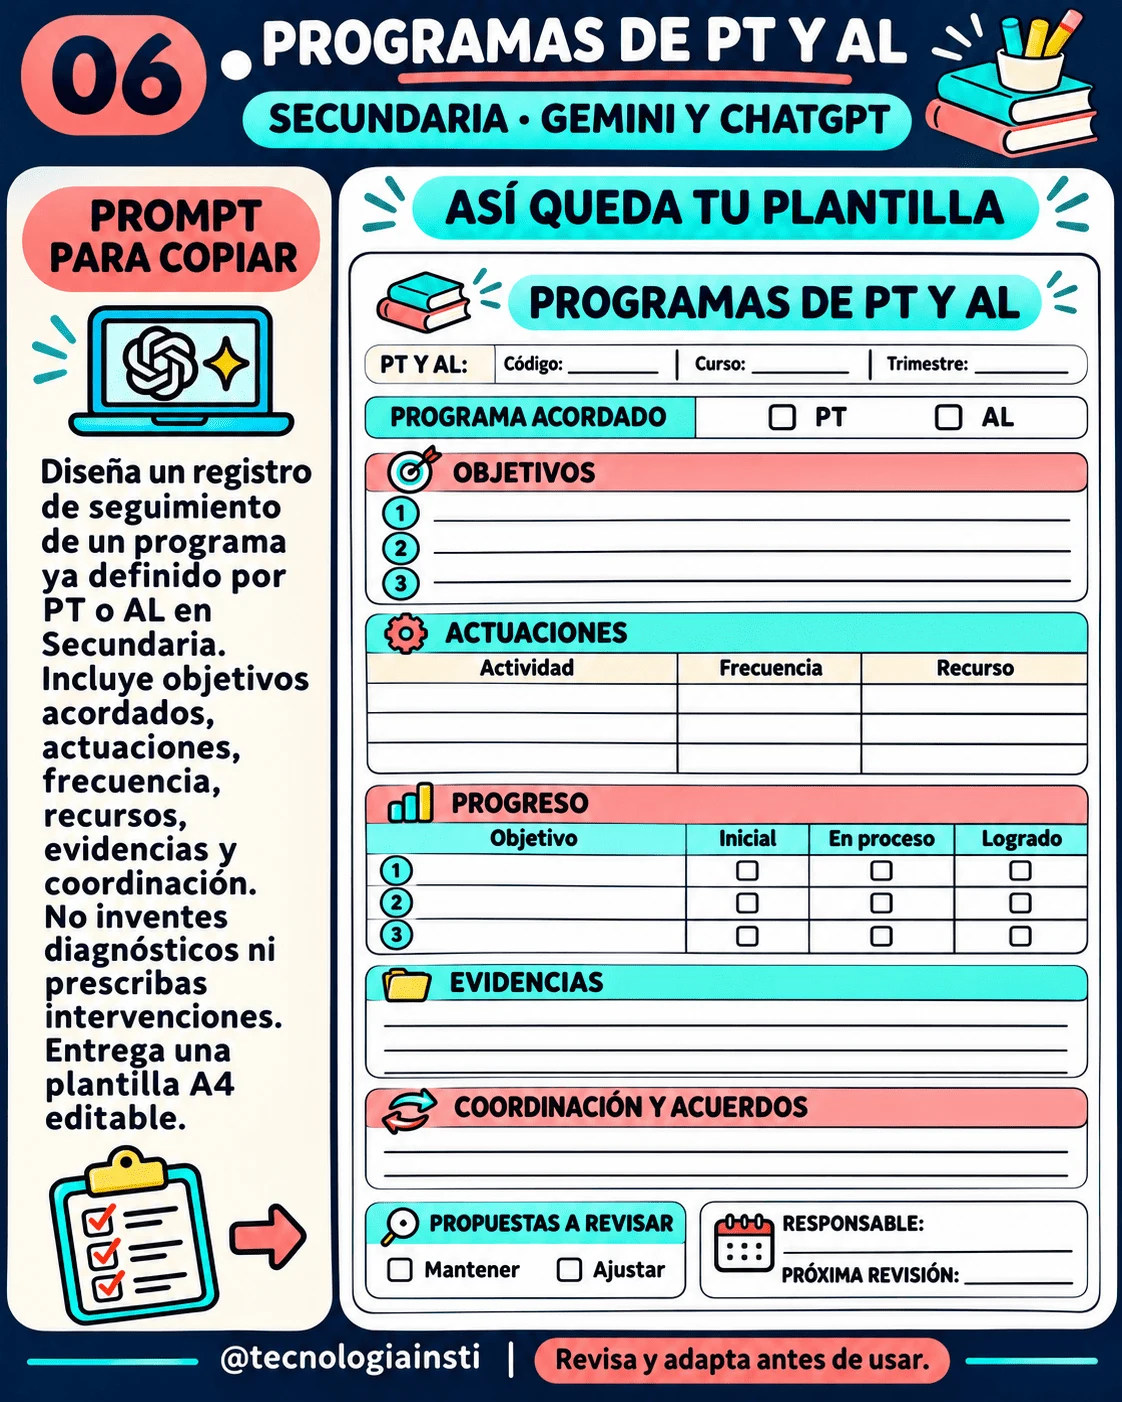 06
PROGRAMAS DE PT Y AL
SECUNDARIA · GEMINI Y CHATGPT
PROMPT
PARA COPIAR
Diseña un registro
de seguimiento
de un programa
ya definido por
PT o AL en
Secundaria.
Incluye objetivos
acordados,
actuaciones,
frecuencia,
recursos,
evidencias y
coordinación.
No inventes
diagnósticos ni
prescribas
intervenciones.
Entrega una
plantilla A4
editable.
ASÍ QUEDA TU PLANTILLA
PROGRAMAS DE PT Y AL
PT Y AL: Código: Curso: Trimestre:
PROGRAMA ACORDADO PT AL
OBJETIVOS
1
2
3
ACTUACIONES
Actividad Frecuencia Recurso
PROGRESO
Objetivo Inicial En proceso Logrado
1
2
3
EVIDENCIAS
COORDINACIÓN Y ACUERDOS
PROPUESTAS A REVISAR
Mantener Ajustar
RESPONSABLE:
PRÓXIMA REVISIÓN:
@tecnologiainsti | Revisa y adapta antes de usar.